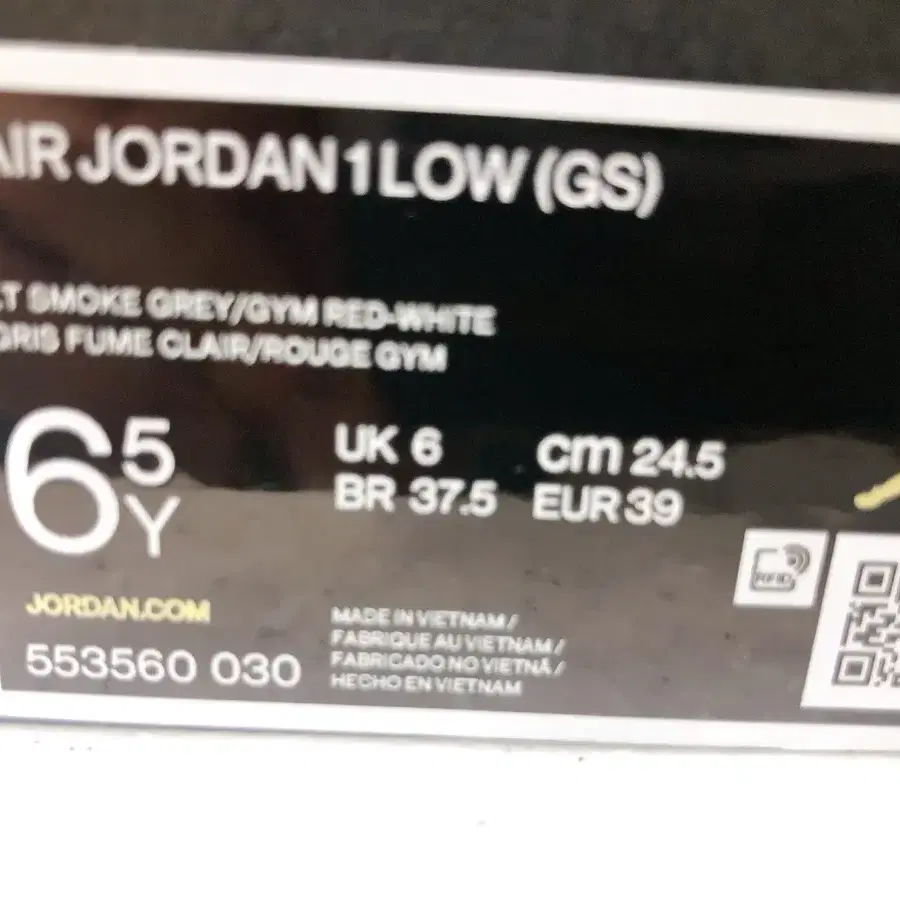 AIR JORDAN 1 LOW (GS)
LT SMOKE GREY/GYM RED-WHITE
GRIS FUME CLAIR/ROUGE GYM
6 5 Y
UK 6 cm 24.5
BR 37.5 EUR 39
RFID
JORDAN.COM
553560 030
MADE IN VIETNAM /
FABRIQUE AU VIETNAM /
FABRICADO NO VIETNÃ /
HECHO EN VIETNAM